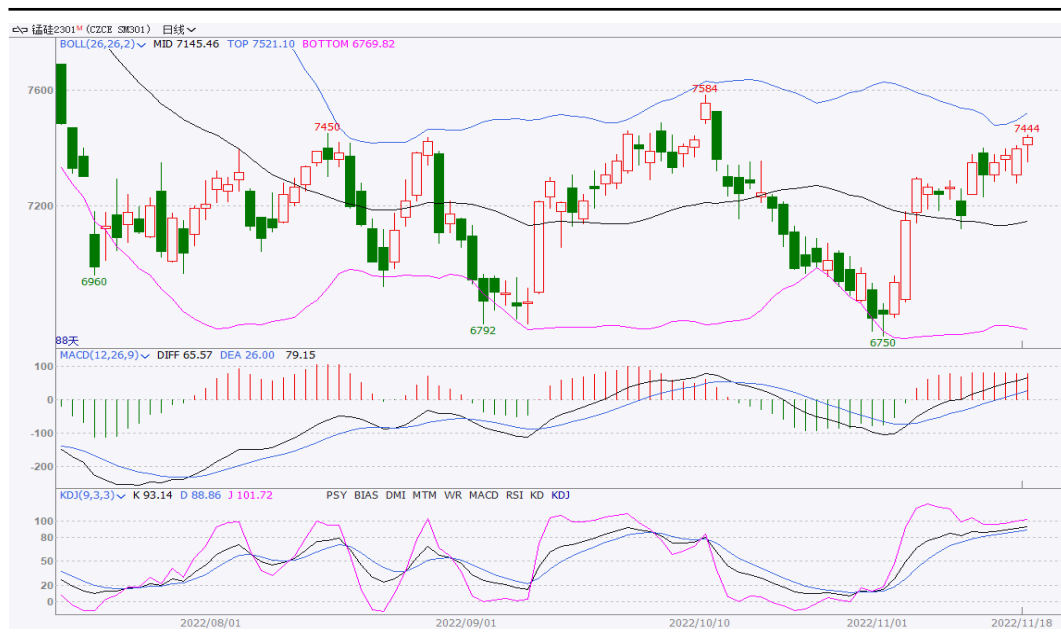 锰硅2301ᴹ (CZCE SM301) 日线
BOLL(26,26,2) MID 7145.46 TOP 7521.10 BOTTOM 6769.82
7600
7584
7450
7444
7200
6960
6792
6750
88天
MACD(12,26,9) DIFF 65.57 DEA 26.00 79.15
100
0
-100
-200
KDJ(9,3,3) K 93.14 D 88.86 J 101.72 PSY BIAS DMI MTM WR MACD RSI KD KDJ
100
80
50
20
0
2022/08/01 2022/09/01 2022/10/10 2022/11/01 2022/11/18